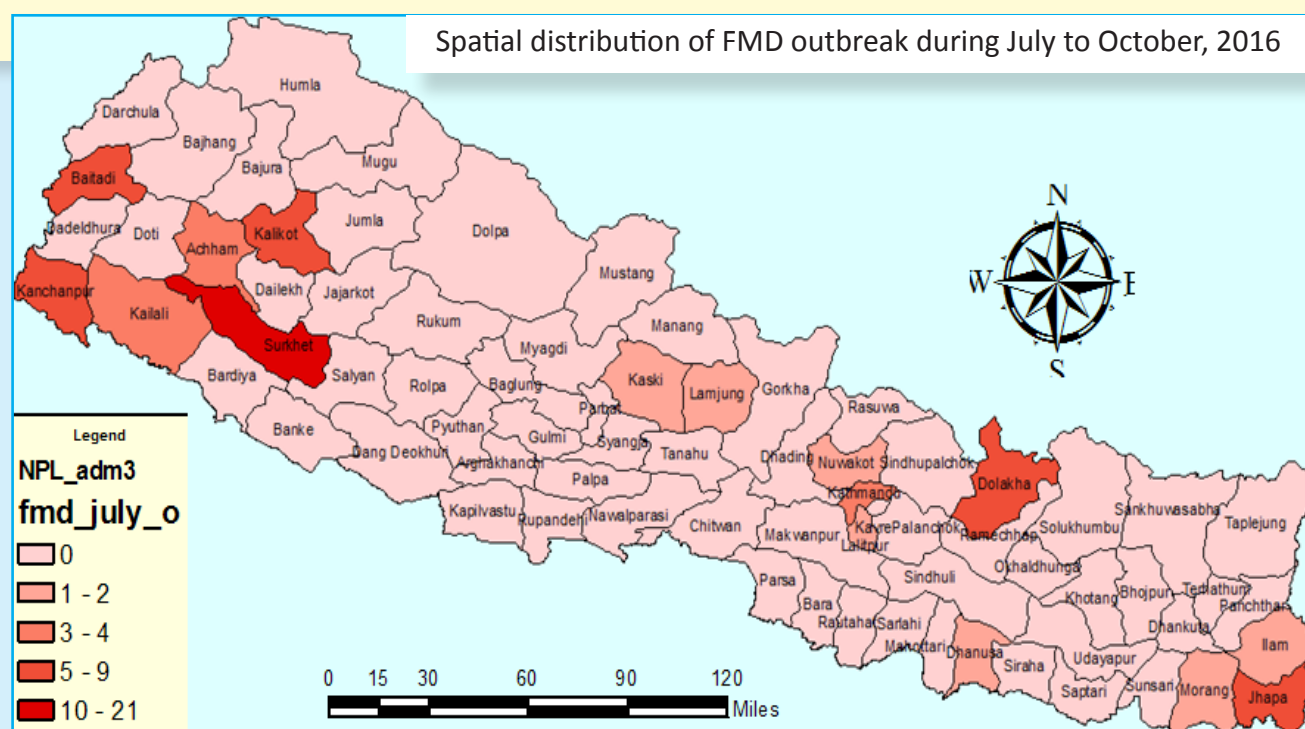 Spatial distribution of FMD outbreak during July to October, 2016
Humla
Darchula
Bajhang
Bajura
Mugu
Baitadi
Dadeldhura
Doti
Achham
Kalikot
Jumla
Dolpa
Mustang
Kanchanpur
Kailali
Dailekh
Jajarkot
Rukum
Manang
Surkhet
Myagdi
Bardiya
Salyan
Rolpa
Baglung
Kaski
Lamjung
Gorkha
Rasuwa
Parbat
Banke
Pyuthan
Gulmi
Syangja
Dang Deokhuri
Arghakhanchi
Tanahu
Dhading
Nuwakot
Sindhupalchok
Dolakha
Palpa
Kathmandu
Kapilvastu
Rupandehi
Nawalparasi
Chitwan
Makwanpur
Lalitpur
Kavre Palanchok
Ramechhap
Solukhumbu
Sankhuwasabha
Taplejung
Okhaldhunga
Parsa
Sindhuli
Khotang
Bhojpur
Terhathum
Panchthar
Bara
Rautahat
Sarlahi
Mahottari
Dhanusa
Siraha
Udayapur
Dhankuta
Saptari
Sunsari
Morang
Ilam
Jhapa
N
W
E
S
Legend
NPL_adm3
fmd_july_o
0
1 - 2
3 - 4
5 - 9
10 - 21
0 15 30 60 90 120
Miles